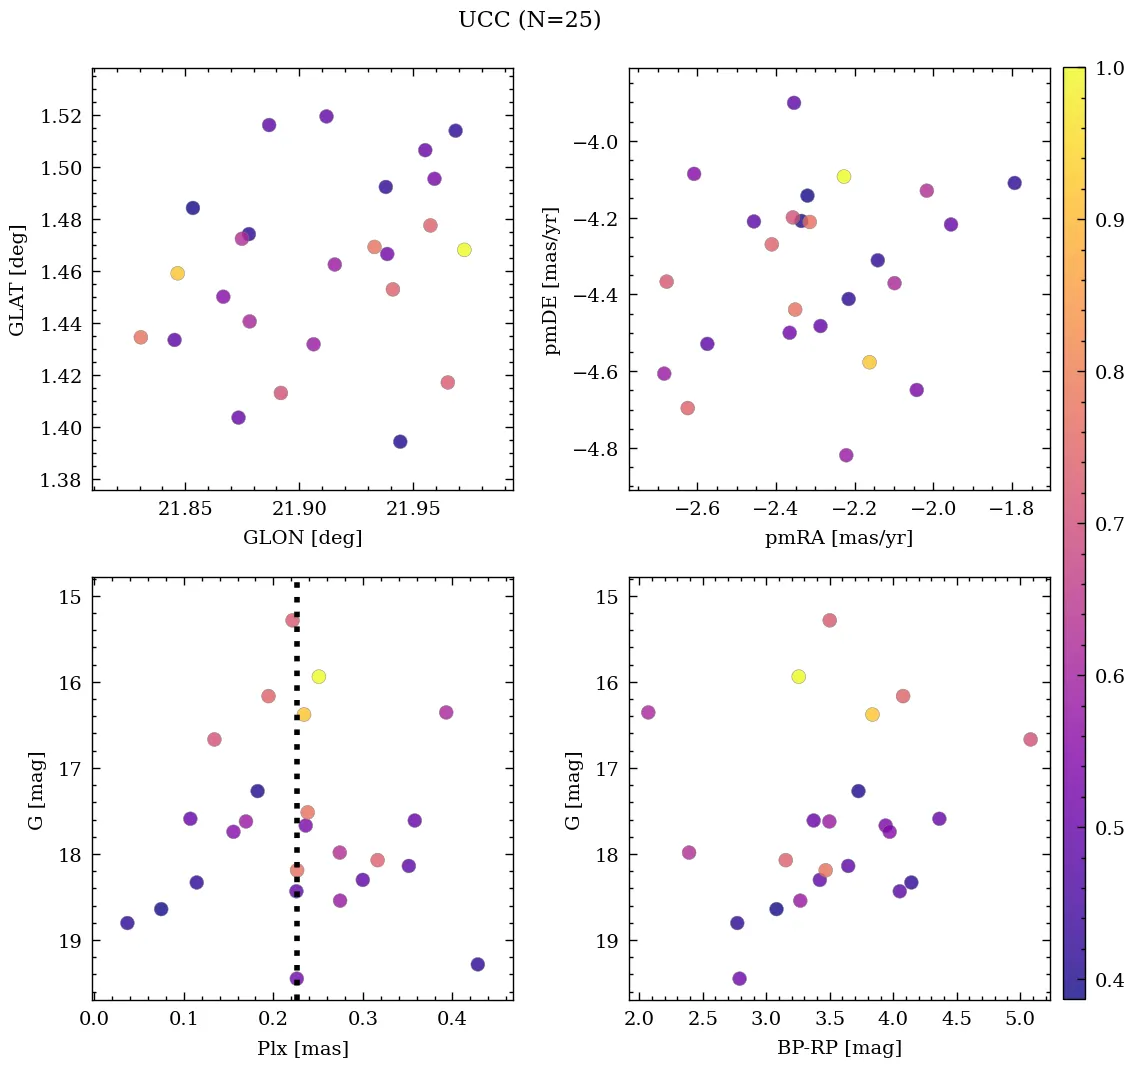 UCC (N=25)
1.52
1.50
1.48
1.46
1.44
1.42
1.40
1.38
GLAT [deg]
21.85 21.90 21.95
GLON [deg]
−4.0
−4.2
−4.4
−4.6
−4.8
pmDE [mas/yr]
−2.6 −2.4 −2.2 −2.0 −1.8
pmRA [mas/yr]
1.0
0.9
0.8
0.7
0.6
0.5
0.4
15
16
17
18
19
G [mag]
0.0 0.1 0.2 0.3 0.4
Plx [mas]
15
16
17
18
19
G [mag]
2.0 2.5 3.0 3.5 4.0 4.5 5.0
BP-RP [mag]